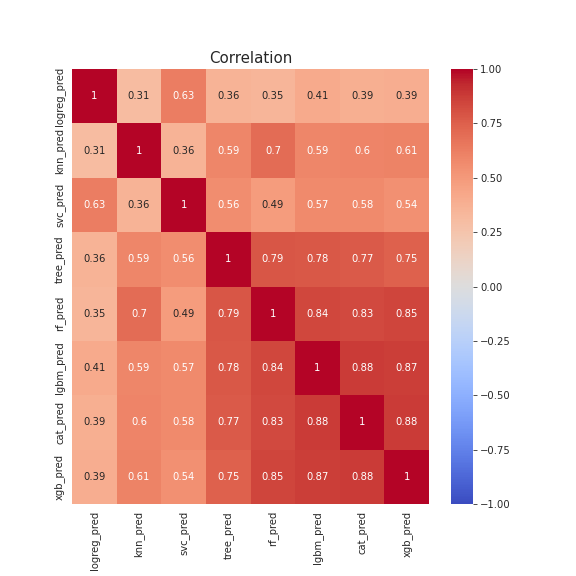 Correlation
logreg_pred 1 0.31 0.63 0.36 0.35 0.41 0.39 0.39
knn_pred 0.31 1 0.36 0.59 0.7 0.59 0.6 0.61
svc_pred 0.63 0.36 1 0.56 0.49 0.57 0.58 0.54
tree_pred 0.36 0.59 0.56 1 0.79 0.78 0.77 0.75
rf_pred 0.35 0.7 0.49 0.79 1 0.84 0.83 0.85
lgbm_pred 0.41 0.59 0.57 0.78 0.84 1 0.88 0.87
cat_pred 0.39 0.6 0.58 0.77 0.83 0.88 1 0.88
xgb_pred 0.39 0.61 0.54 0.75 0.85 0.87 0.88 1
logreg_pred knn_pred svc_pred tree_pred rf_pred lgbm_pred cat_pred xgb_pred
1.00
0.75
0.50
0.25
0.00
−0.25
−0.50
−0.75
−1.00